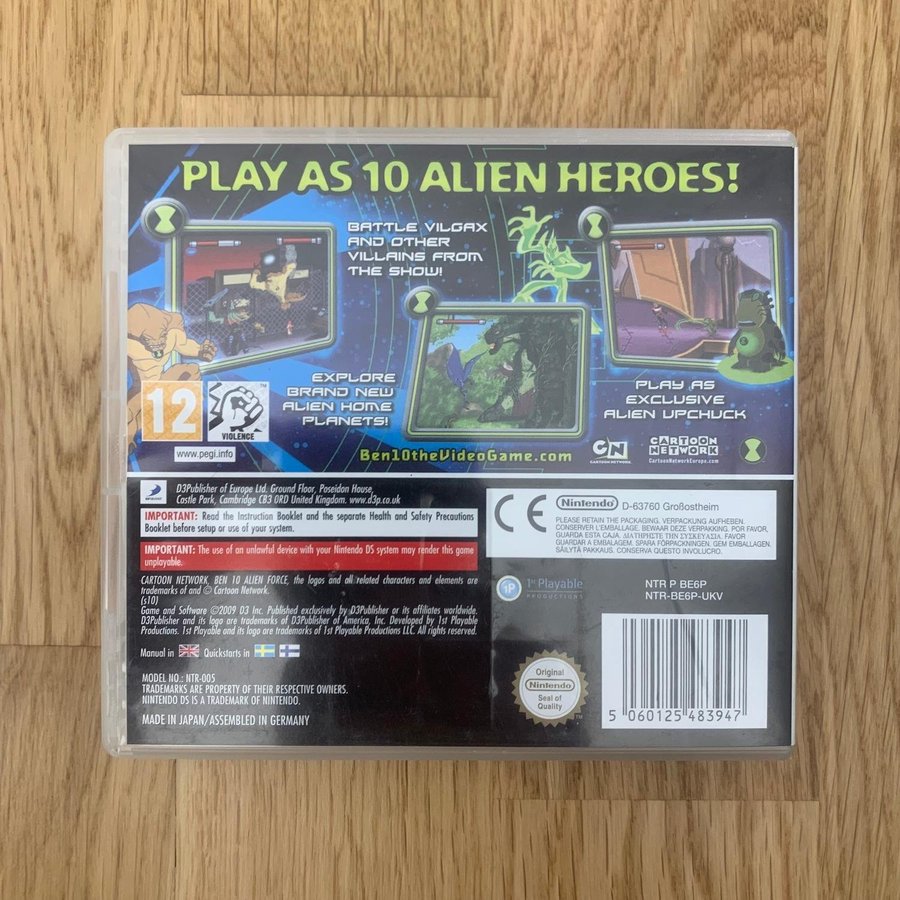 PLAY AS 10 ALIEN HEROES!
BATTLE VILGAX
AND OTHER
VILLAINS FROM
THE SHOW!
EXPLORE
BRAND NEW
ALIEN HOME
PLANETS!
PLAY AS
EXCLUSIVE
ALIEN UPCHUCK
12
VIOLENCE
TM
www.pegi.info
Ben10theVideoGame.com
CN
CARTOON NETWORK
CARTOON
NETWORK
CartoonNetworkEurope.com
D3Publisher of Europe Ltd. Ground Floor, Poseidon House,
Castle Park, Cambridge CB3 0RD United Kingdom. www.d3p.co.uk
IMPORTANT: Read the Instruction Booklet and the separate Health and Safety Precautions
Booklet before setup or use of your system.
IMPORTANT: The use of an unlawful device with your Nintendo DS system may render this game
unplayable.
CARTOON NETWORK, BEN 10 ALIEN FORCE, the logos and all related characters and elements are
trademarks of and © Cartoon Network.
(s10)
Game and Software ©2009 D3 Inc. Published exclusively by D3Publisher or its affiliates worldwide.
D3Publisher and its logo are trademarks of D3Publisher of America, Inc. Developed by 1st Playable
Productions. 1st Playable and its logo are trademarks of 1st Playable Productions LLC. All rights reserved.
Manual in Quickstarts in
MODEL NO.: NTR-005
TRADEMARKS ARE PROPERTY OF THEIR RESPECTIVE OWNERS.
NINTENDO DS IS A TRADEMARK OF NINTENDO.
MADE IN JAPAN/ASSEMBLED IN GERMANY
CE
Nintendo D-63760 Großostheim
PLEASE RETAIN THE PACKAGING. VERPACKUNG AUFHEBEN.
CONSERVER L'EMBALLAGE. BEWAAR DEZE VERPAKKING. POR FAVOR,
GUARDA ESTA CAJA. ΔΙΑΤΗΡΗΣΤΕ ΤΗΝ ΣΥΣΚΕΥΑΣΙΑ. FAVOR
GUARDAR A EMBALAGEM. SPARA FÖRPACKNINGEN. GEM EMBALLAGEN.
SÄILYTÄ PAKKAUS. CONSERVA QUESTO INVOLUCRO.
1P
1st Playable
PRODUCTIONS
NTR P BE6P
NTR-BE6P-UKV
Original
Nintendo
Seal of
Quality
TM
5 060125 483947